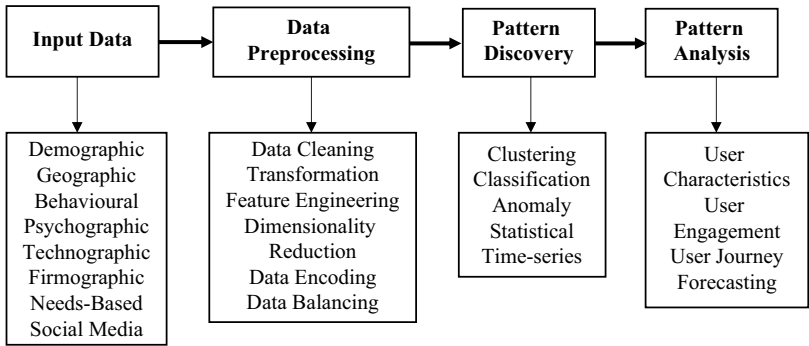 Input Data
Data
Preprocessing
Pattern
Discovery
Pattern
Analysis
Demographic
Geographic
Behavioural
Psychographic
Technographic
Firmographic
Needs-Based
Social Media
Data Cleaning
Transformation
Feature Engineering
Dimensionality
Reduction
Data Encoding
Data Balancing
Clustering
Classification
Anomaly
Statistical
Time-series
User
Characteristics
User
Engagement
User Journey
Forecasting